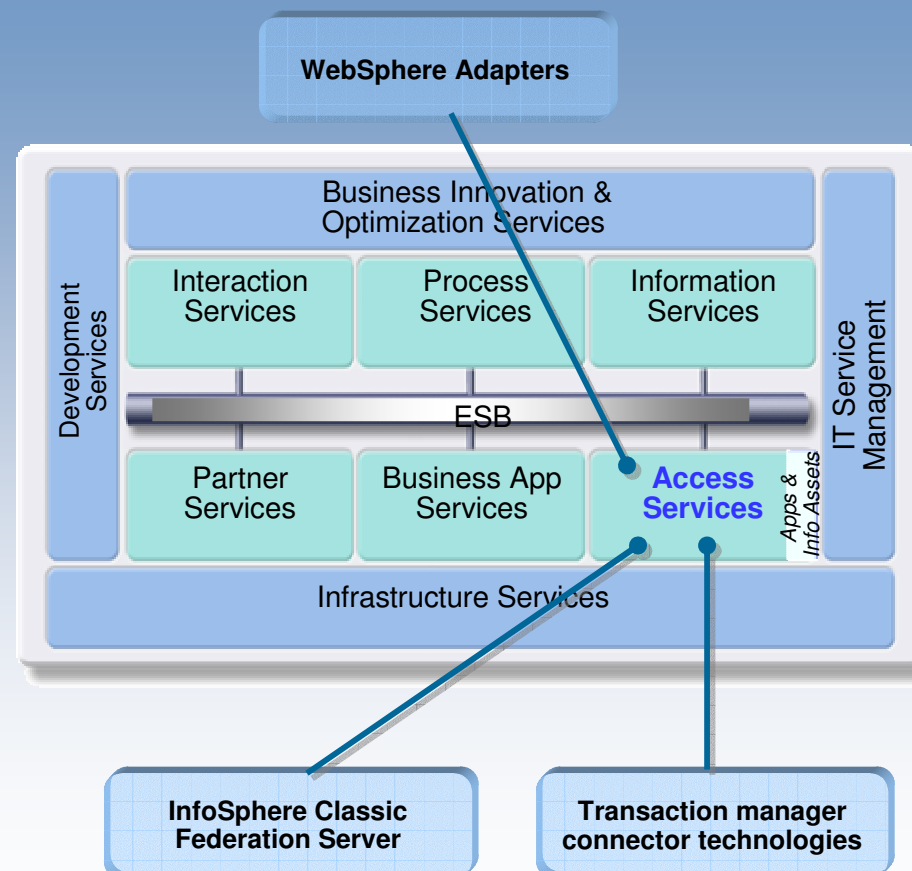 WebSphere Adapters
Business Innovation &
Optimization Services
Development
Services
Interaction
Services
Process
Services
Information
Services
IT Service
Management
ESB
Partner
Services
Business App
Services
Access
Services
Apps &
Info Assets
Infrastructure Services
InfoSphere Classic
Federation Server
Transaction manager
connector technologies